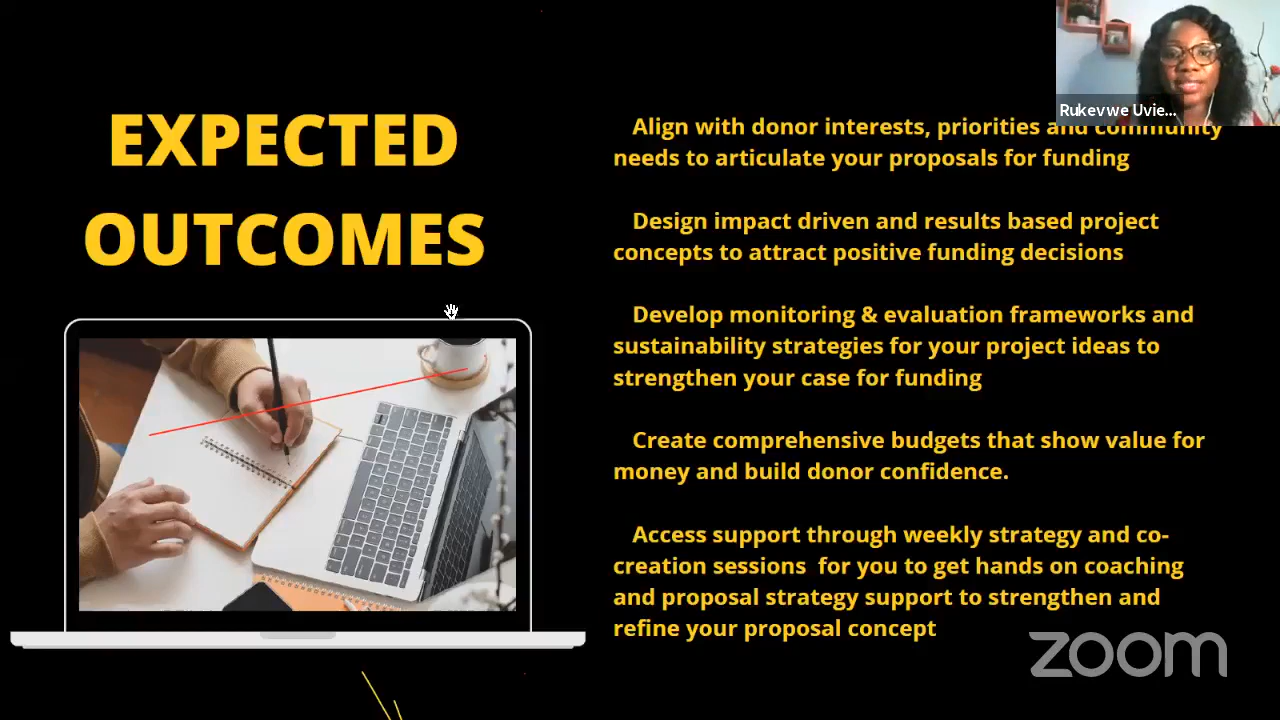 EXPECTED
OUTCOMES
Rukevwe Uvie...
Align with donor interests, priorities and community
needs to articulate your proposals for funding
Design impact driven and results based project
concepts to attract positive funding decisions
Develop monitoring & evaluation frameworks and
sustainability strategies for your project ideas to
strengthen your case for funding
Create comprehensive budgets that show value for
money and build donor confidence.
Access support through weekly strategy and co-
creation sessions  for you to get hands on coaching
and proposal strategy support to strengthen and
refine your proposal concept
zoom